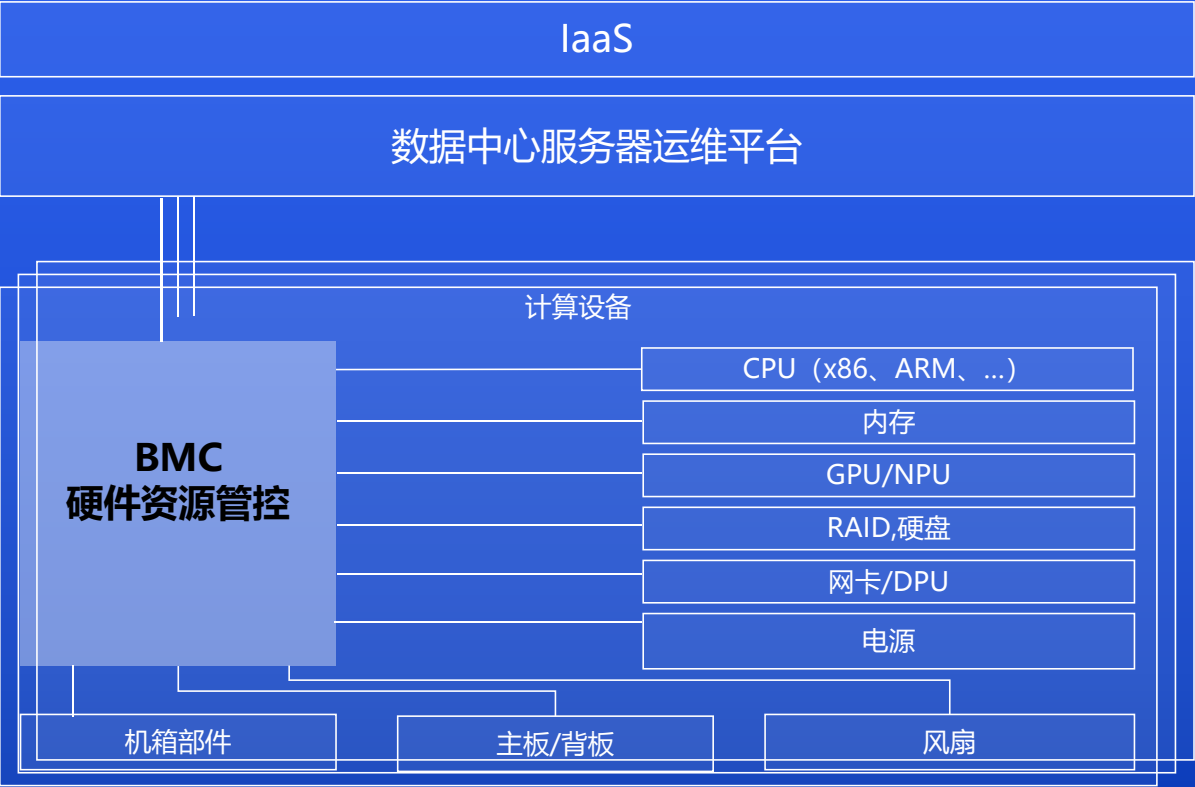 IaaS
数据中心服务器运维平台
计算设备
BMC
硬件资源管控
CPU（x86、ARM、...）
内存
GPU/NPU
RAID,硬盘
网卡/DPU
电源
机箱部件
主板/背板
风扇